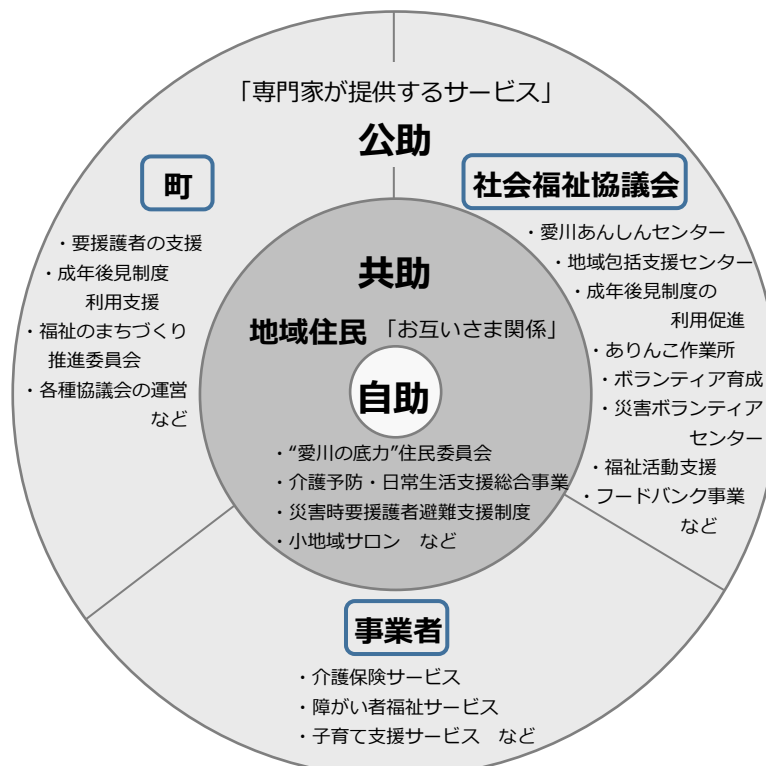 「専門家が提供するサービス」
公助
町
・要援護者の支援
・成年後見制度
利用支援
・福祉のまちづくり
推進委員会
・各種協議会の運営
など
社会福祉協議会
・愛川あんしんセンター
・地域包括支援センター
・成年後見制度の
利用促進
・ありんこ作業所
・ボランティア育成
・災害ボランティア
センター
・福祉活動支援
・フードバンク事業
など
共助
地域住民 「お互いさま関係」
自助
・“愛川の底力”住民委員会
・介護予防・日常生活支援総合事業
・災害時要援護者避難支援制度
・小地域サロン　など
事業者
・介護保険サービス
・障がい者福祉サービス
・子育て支援サービス　など